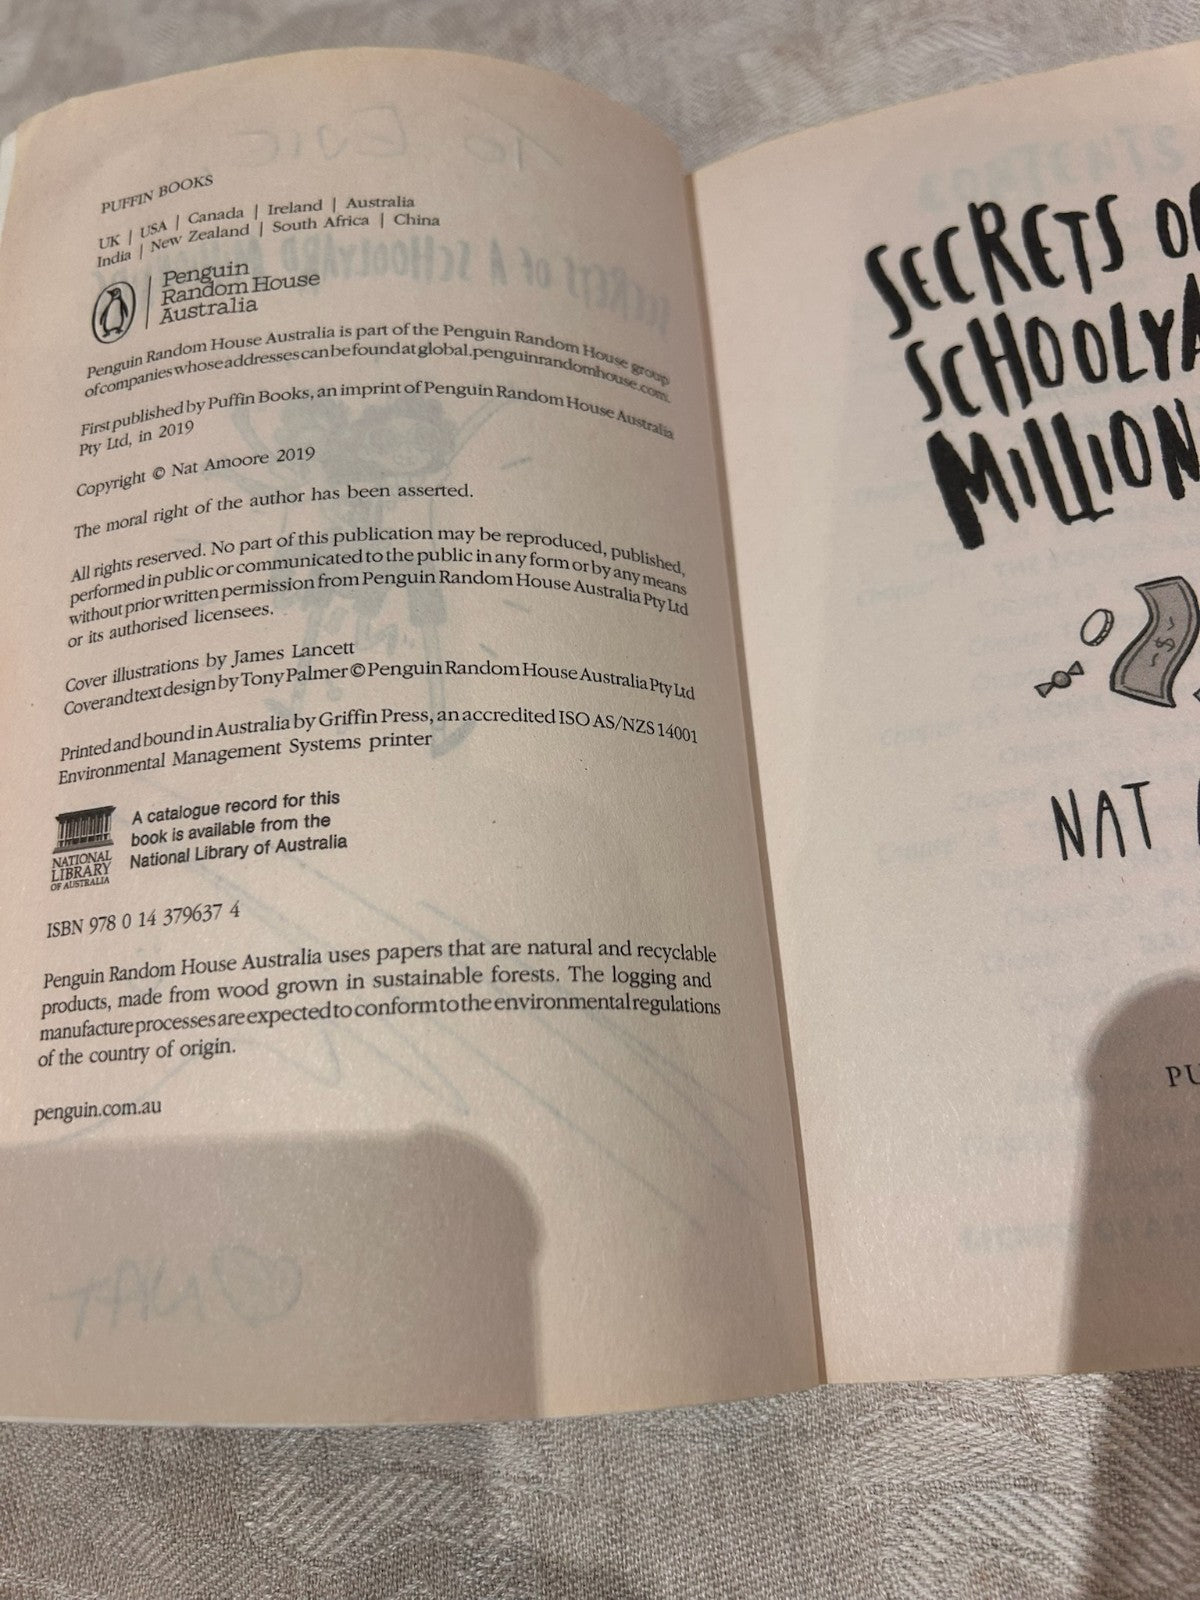 PUFFIN BOOKS
UK | USA | Canada | Ireland | Australia
India | New Zealand | South Africa | China
Penguin
Random House
Australia
Penguin Random House Australia is part of the Penguin Random House group
of companies whose addresses can be found at global.penguinrandomhouse.com.
First published by Puffin Books, an imprint of Penguin Random House Australia
Pty Ltd, in 2019
Copyright © Nat Amoore 2019
The moral right of the author has been asserted.
All rights reserved. No part of this publication may be reproduced, published,
performed in public or communicated to the public in any form or by any means
without prior written permission from Penguin Random House Australia Pty Ltd
or its authorised licensees.
Cover illustrations by James Lancett
Cover and text design by Tony Palmer © Penguin Random House Australia Pty Ltd
Printed and bound in Australia by Griffin Press, an accredited ISO AS/NZS 14001
Environmental Management Systems printer
NATIONAL
LIBRARY
OF AUSTRALIA
A catalogue record for this
book is available from the
National Library of Australia
ISBN 978 0 14 379637 4
Penguin Random House Australia uses papers that are natural and recyclable
products, made from wood grown in sustainable forests. The logging and
manufacture processes are expected to conform to the environmental regulations
of the country of origin.
penguin.com.au
SECRETS OF
SCHOOLYA
MILLION
$
NAT
PU